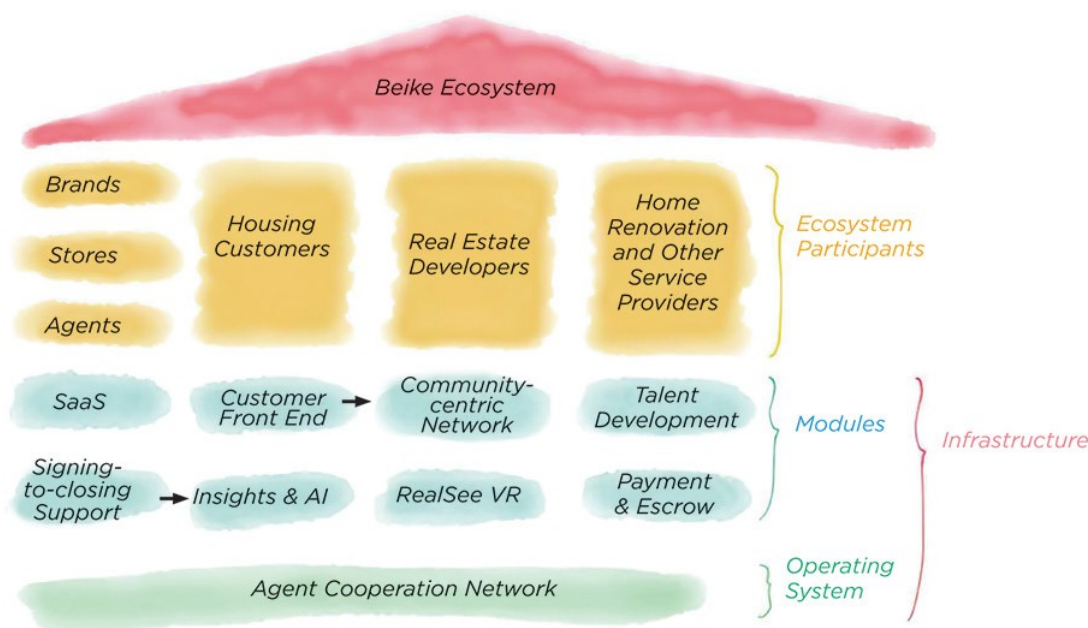 Beike Ecosystem
Brands
Stores
Agents
Housing
Customers
Real Estate
Developers
Home
Renovation
and Other
Service
Providers
Ecosystem
Participants
SaaS
Customer
Front End
Community-
centric
Network
Talent
Development
Modules
Signing-
to-closing
Support
Insights & AI
RealSee VR
Payment
& Escrow
Infrastructure
Agent Cooperation Network
Operating
System